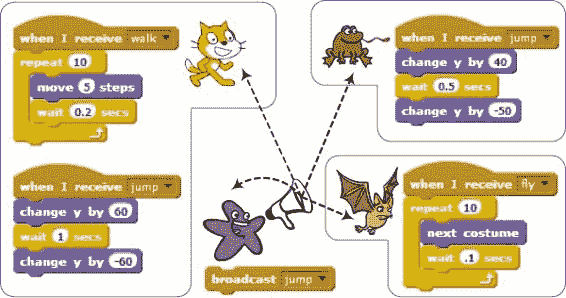 when I receive walk
repeat 10
move 5 steps
wait 0.2 secs
when I receive jump
change y by 60
wait 1 secs
change y by -60
broadcast jump
when I receive jump
change y by 40
wait 0.5 secs
change y by -50
when I receive fly
repeat 10
next costume
wait .1 secs